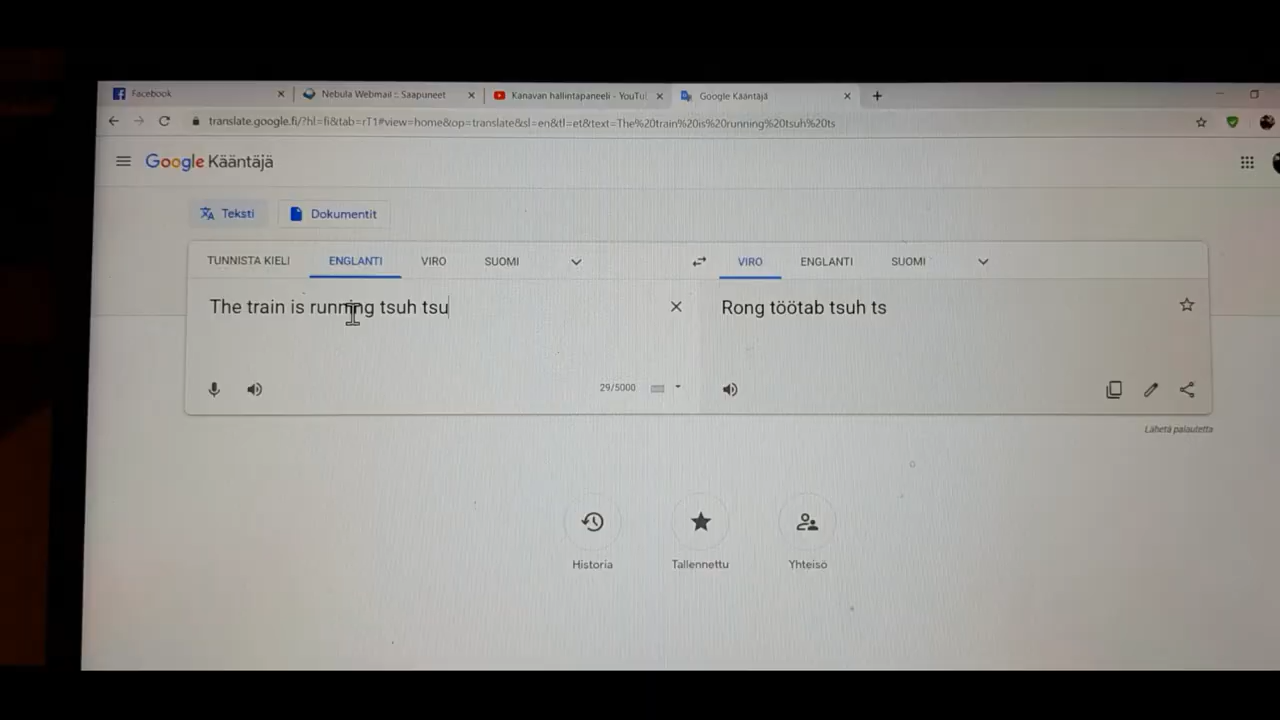 Facebook
Nebula Webmail :: Saapuneet
Kanavan hallintapaneeli - YouTu
Google Kääntäjä
translate.google.fi/?hl=fi&tab=rT1#view=home&op=translate&sl=en&tl=et&text=The%20train%20is%20running%20tsuh%20ts
Google Kääntäjä
Teksti
Dokumentit
TUNNISTA KIELI
ENGLANTI
VIRO
SUOMI
VIRO
ENGLANTI
SUOMI
The train is running tsuh tsu
Rong töötab tsuh ts
29/5000
Lähetä palautetta
Historia
Tallennettu
Yhteisö